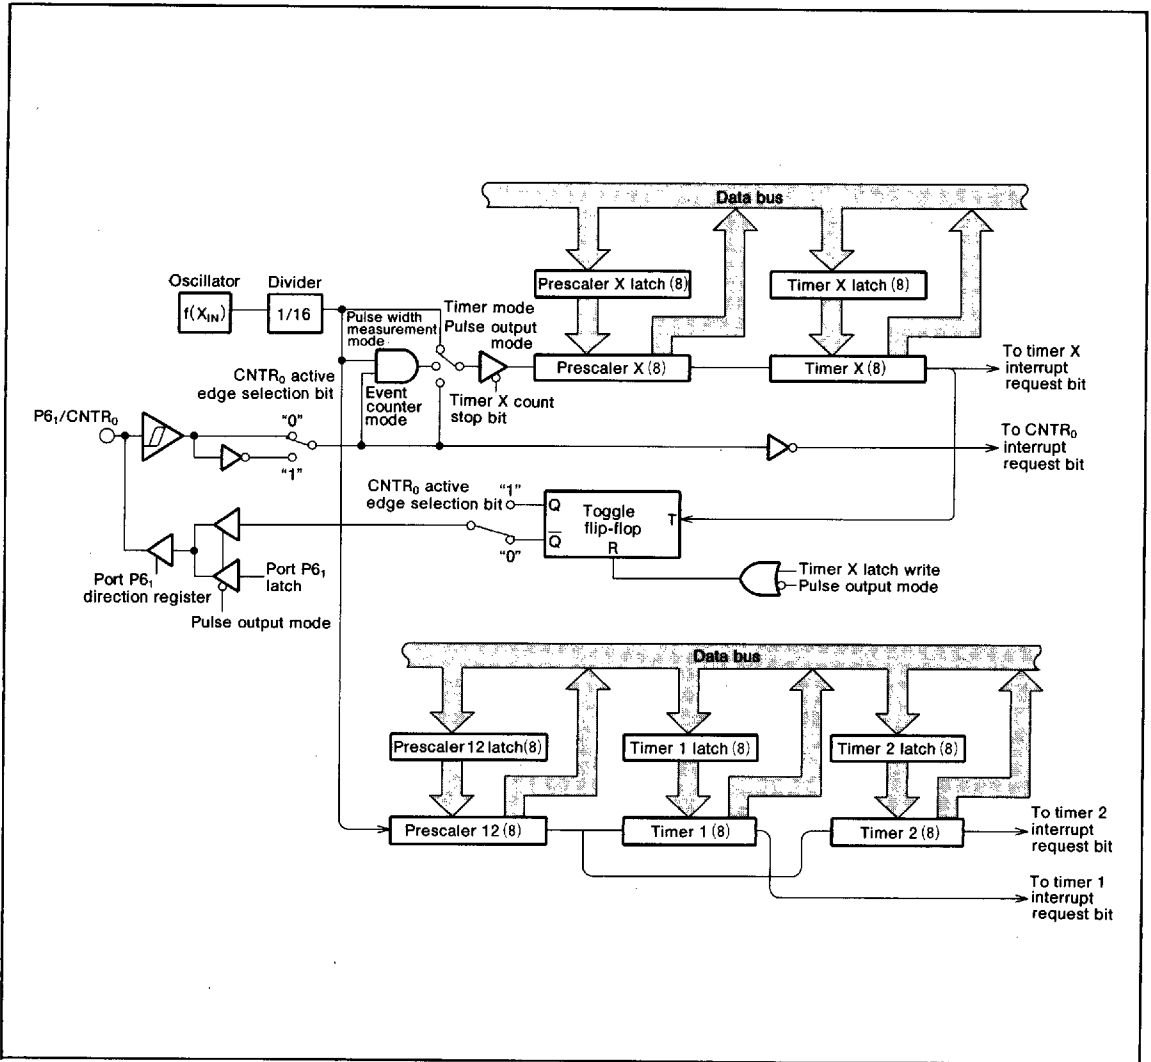 Data bus
Oscillator
Divider
f(X_IN)
1/16
Prescaler X latch (8)
Timer X latch (8)
Timer mode
Pulse output
mode
Pulse width
measurement
mode
Prescaler X (8)
Timer X (8)
To timer X
interrupt
request bit
CNTR₀ active
edge selection bit
Event
counter
mode
Timer X count
stop bit
P6₁/CNTR₀
“0”
“1”
To CNTR₀
interrupt
request bit
CNTR₀ active
edge selection bit
“1”
“0”
Q
Q̅
Toggle
flip-flop
T
R
Timer X latch write
Pulse output mode
Port P6₁
latch
Port P6₁
direction register
Pulse output mode
Data bus
Prescaler 12 latch(8)
Timer 1 latch (8)
Timer 2 latch (8)
Prescaler 12 (8)
Timer 1 (8)
Timer 2 (8)
To timer 2
interrupt
request bit
To timer 1
interrupt
request bit